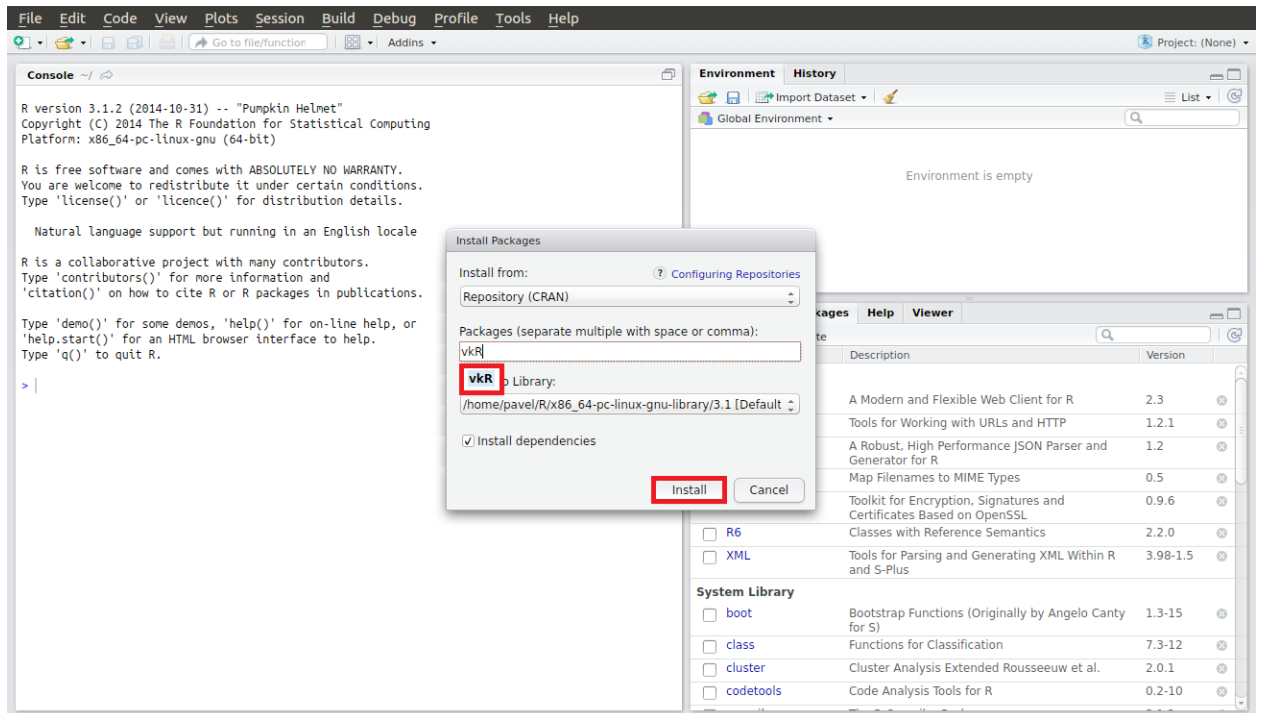 File Edit Code View Plots Session Build Debug Profile Tools Help
Go to file/function Addins Project: (None)
Console ~/
R version 3.1.2 (2014-10-31) -- "Pumpkin Helmet"
Copyright (C) 2014 The R Foundation for Statistical Computing
Platform: x86_64-pc-linux-gnu (64-bit)
R is free software and comes with ABSOLUTELY NO WARRANTY.
You are welcome to redistribute it under certain conditions.
Type 'license()' or 'licence()' for distribution details.
Natural language support but running in an English locale
R is a collaborative project with many contributors.
Type 'contributors()' for more information and
'citation()' on how to cite R or R packages in publications.
Type 'demo()' for some demos, 'help()' for on-line help, or
'help.start()' for an HTML browser interface to help.
Type 'q()' to quit R.
>
Install Packages
Install from: ? Configuring Repositories
Repository (CRAN)
Packages (separate multiple with space or comma):
vkR
vkR o Library:
/home/pavel/R/x86_64-pc-linux-gnu-library/3.1 [Default
Install dependencies
Install Cancel
Environment History
Import Dataset List
Global Environment
Environment is empty
kages Help Viewer
te
Description Version
A Modern and Flexible Web Client for R 2.3
Tools for Working with URLs and HTTP 1.2.1
A Robust, High Performance JSON Parser and 1.2
Generator for R
Map Filenames to MIME Types 0.5
Toolkit for Encryption, Signatures and 0.9.6
Certificates Based on OpenSSL
R6 Classes with Reference Semantics 2.2.0
XML Tools for Parsing and Generating XML Within R 3.98-1.5
and S-Plus
System Library
boot Bootstrap Functions (Originally by Angelo Canty 1.3-15
for S)
class Functions for Classification 7.3-12
cluster Cluster Analysis Extended Rousseeuw et al. 2.0.1
codetools Code Analysis Tools for R 0.2-10